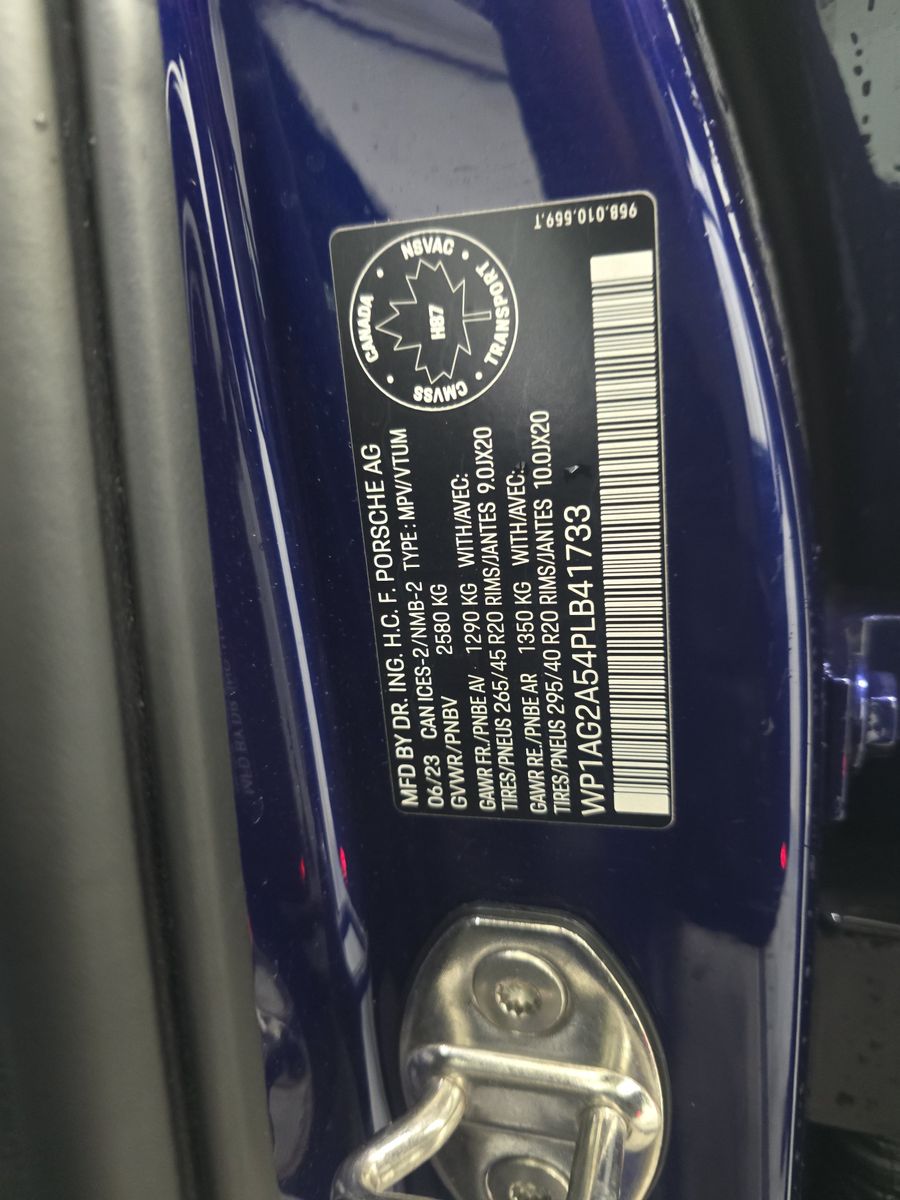 95B.010.559.T
CANADA
NSVAC
TRANSPORT
CMVSS
H87
MFD BY DR. ING. H.C. F. PORSCHE AG
06/23 CAN ICES-2/NMB-2 TYPE : MPV/VTUM
GVWR/PNBV 2580 KG
GAWR FR./PNBE AV 1290 KG WITH/AVEC:
TIRES/PNEUS 265/45 R20 RIMS/JANTES 9.0JX20
GAWR RE./PNBE AR 1350 KG WITH/AVEC:
TIRES/PNEUS 295/40 R20 RIMS/JANTES 10.0JX20
WP1AG2A54PLB41733